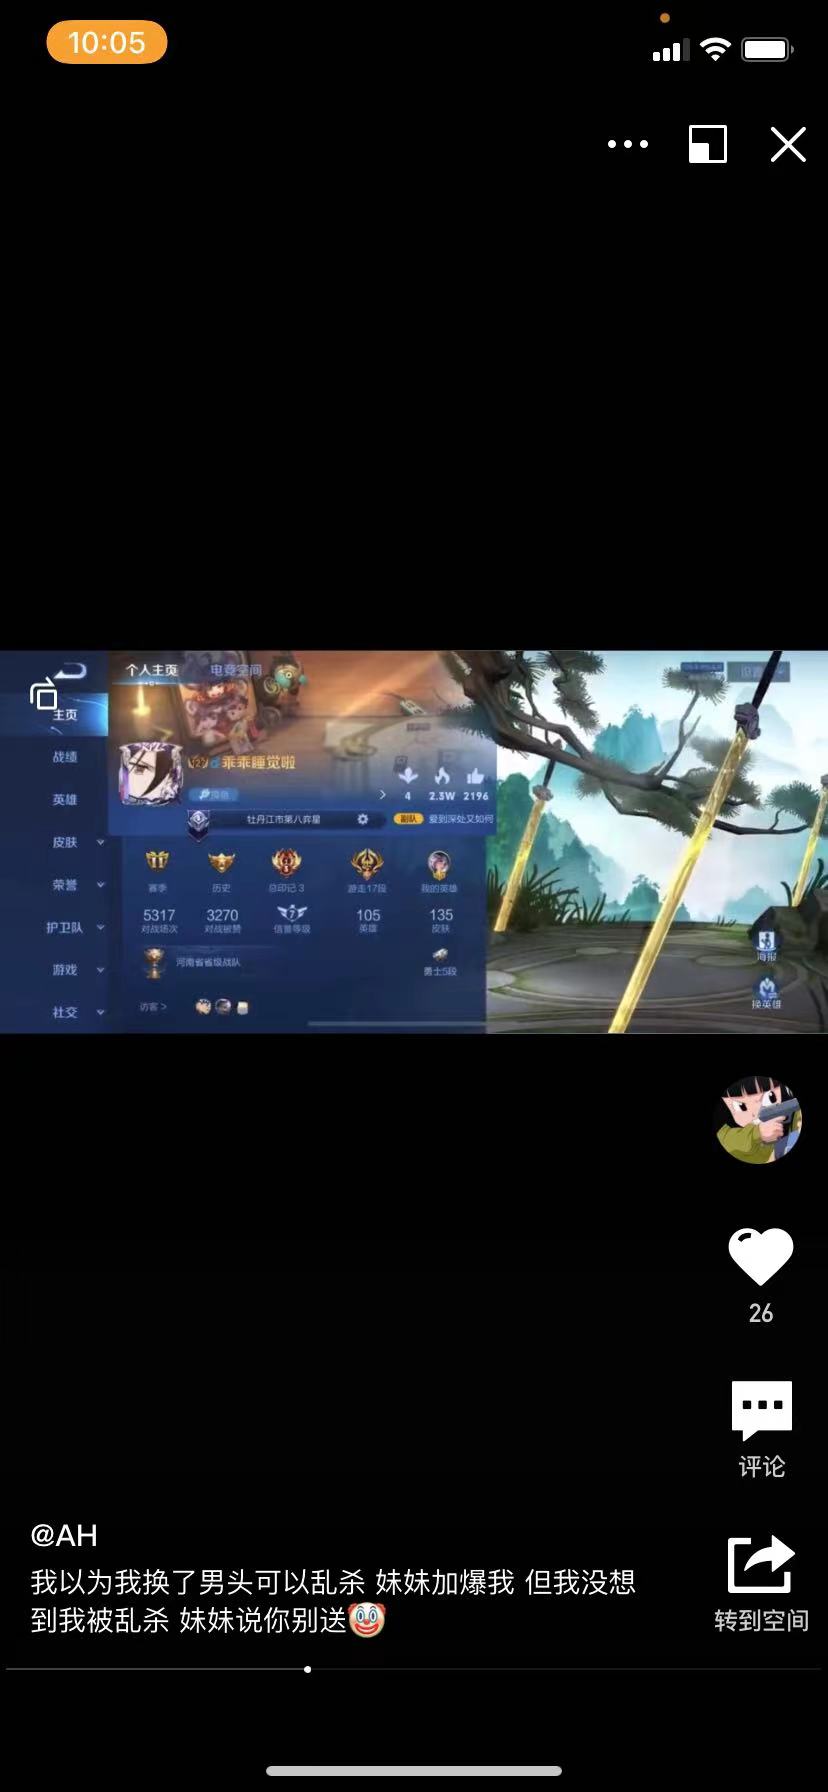 10:05
个人主页
电竞空间
主页
乖乖睡觉啦
战绩
4
2.3W
2196
英雄
牡丹江市第八弈星
副队
爱到深处又如何
皮肤
荣誉
赛季
历史
总印记 3
游走17段
我的英雄
护卫队
5317
3270
105
135
对战场次
对战被赞
信誉等级
英雄
皮肤
海报
游戏
河南省省级战队
勇士5段
社交
访客 >
换英雄
26
评论
@AH
我以为我换了男头可以乱杀 妹妹加爆我 但我没想
到我被乱杀 妹妹说你别送🤡
转到空间